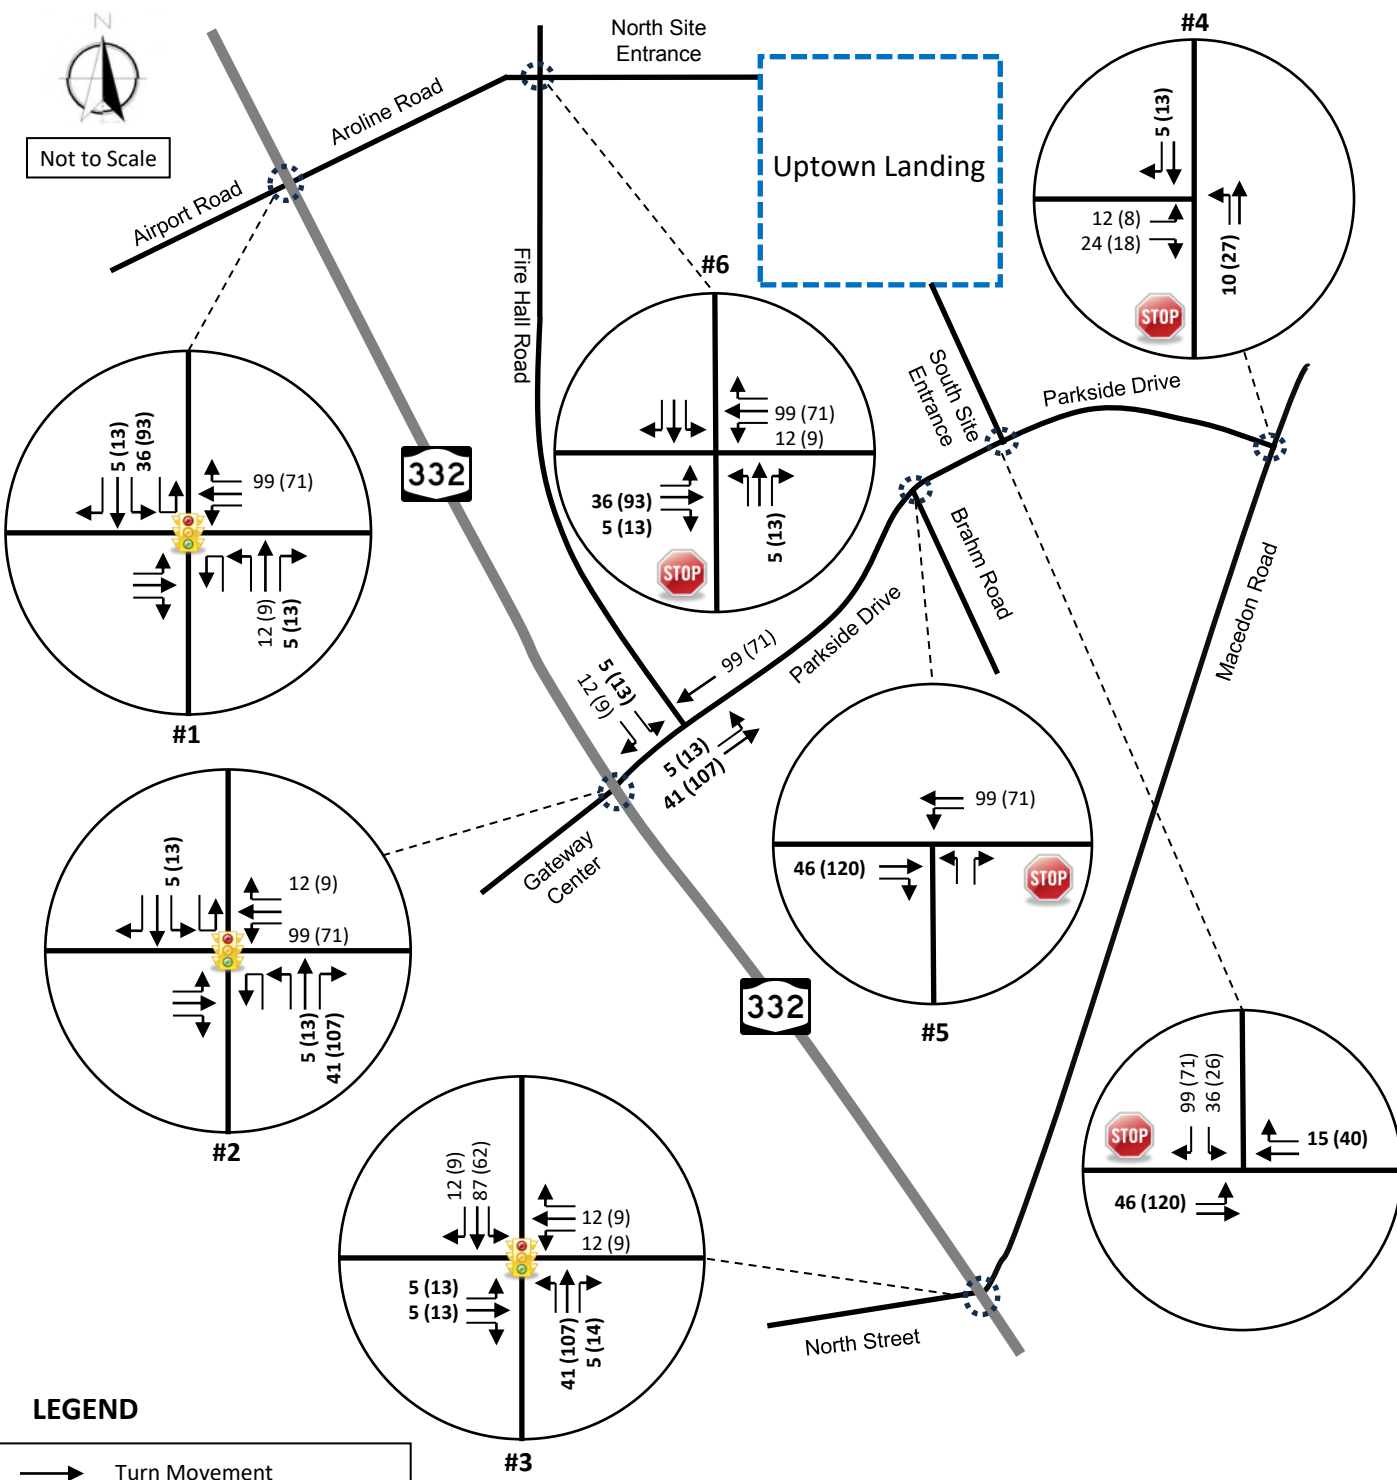 N
Not to Scale
North Site
Entrance
Aroline Road
Airport Road
Uptown Landing
#4
5 (13)
12 (8)
24 (18)
10 (27)
STOP
Fire Hall Road
#6
99 (71)
12 (9)
36 (93)
5 (13)
5 (13)
STOP
South Site
Entrance
Parkside Drive
332
5 (13)
36 (93)
99 (71)
12 (9)
5 (13)
#1
Brahm Road
Macedon Road
Parkside Drive
99 (71)
5 (13)
12 (9)
5 (13)
41 (107)
Gateway
Center
99 (71)
46 (120)
STOP
#5
5 (13)
12 (9)
99 (71)
5 (13)
41 (107)
#2
332
99 (71)
36 (26)
STOP
15 (40)
46 (120)
12 (9)
87 (62)
12 (9)
12 (9)
5 (13)
5 (13)
41 (107)
5 (14)
#3
North Street
LEGEND
Turn Movement